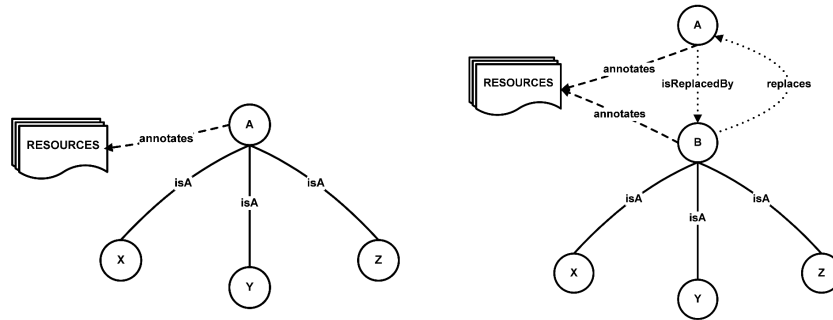 RESOURCES
annotates
A
isA
isA
isA
X
Y
Z
A
RESOURCES
annotates
isReplacedBy
replaces
annotates
B
isA
isA
isA
X
Y
Z